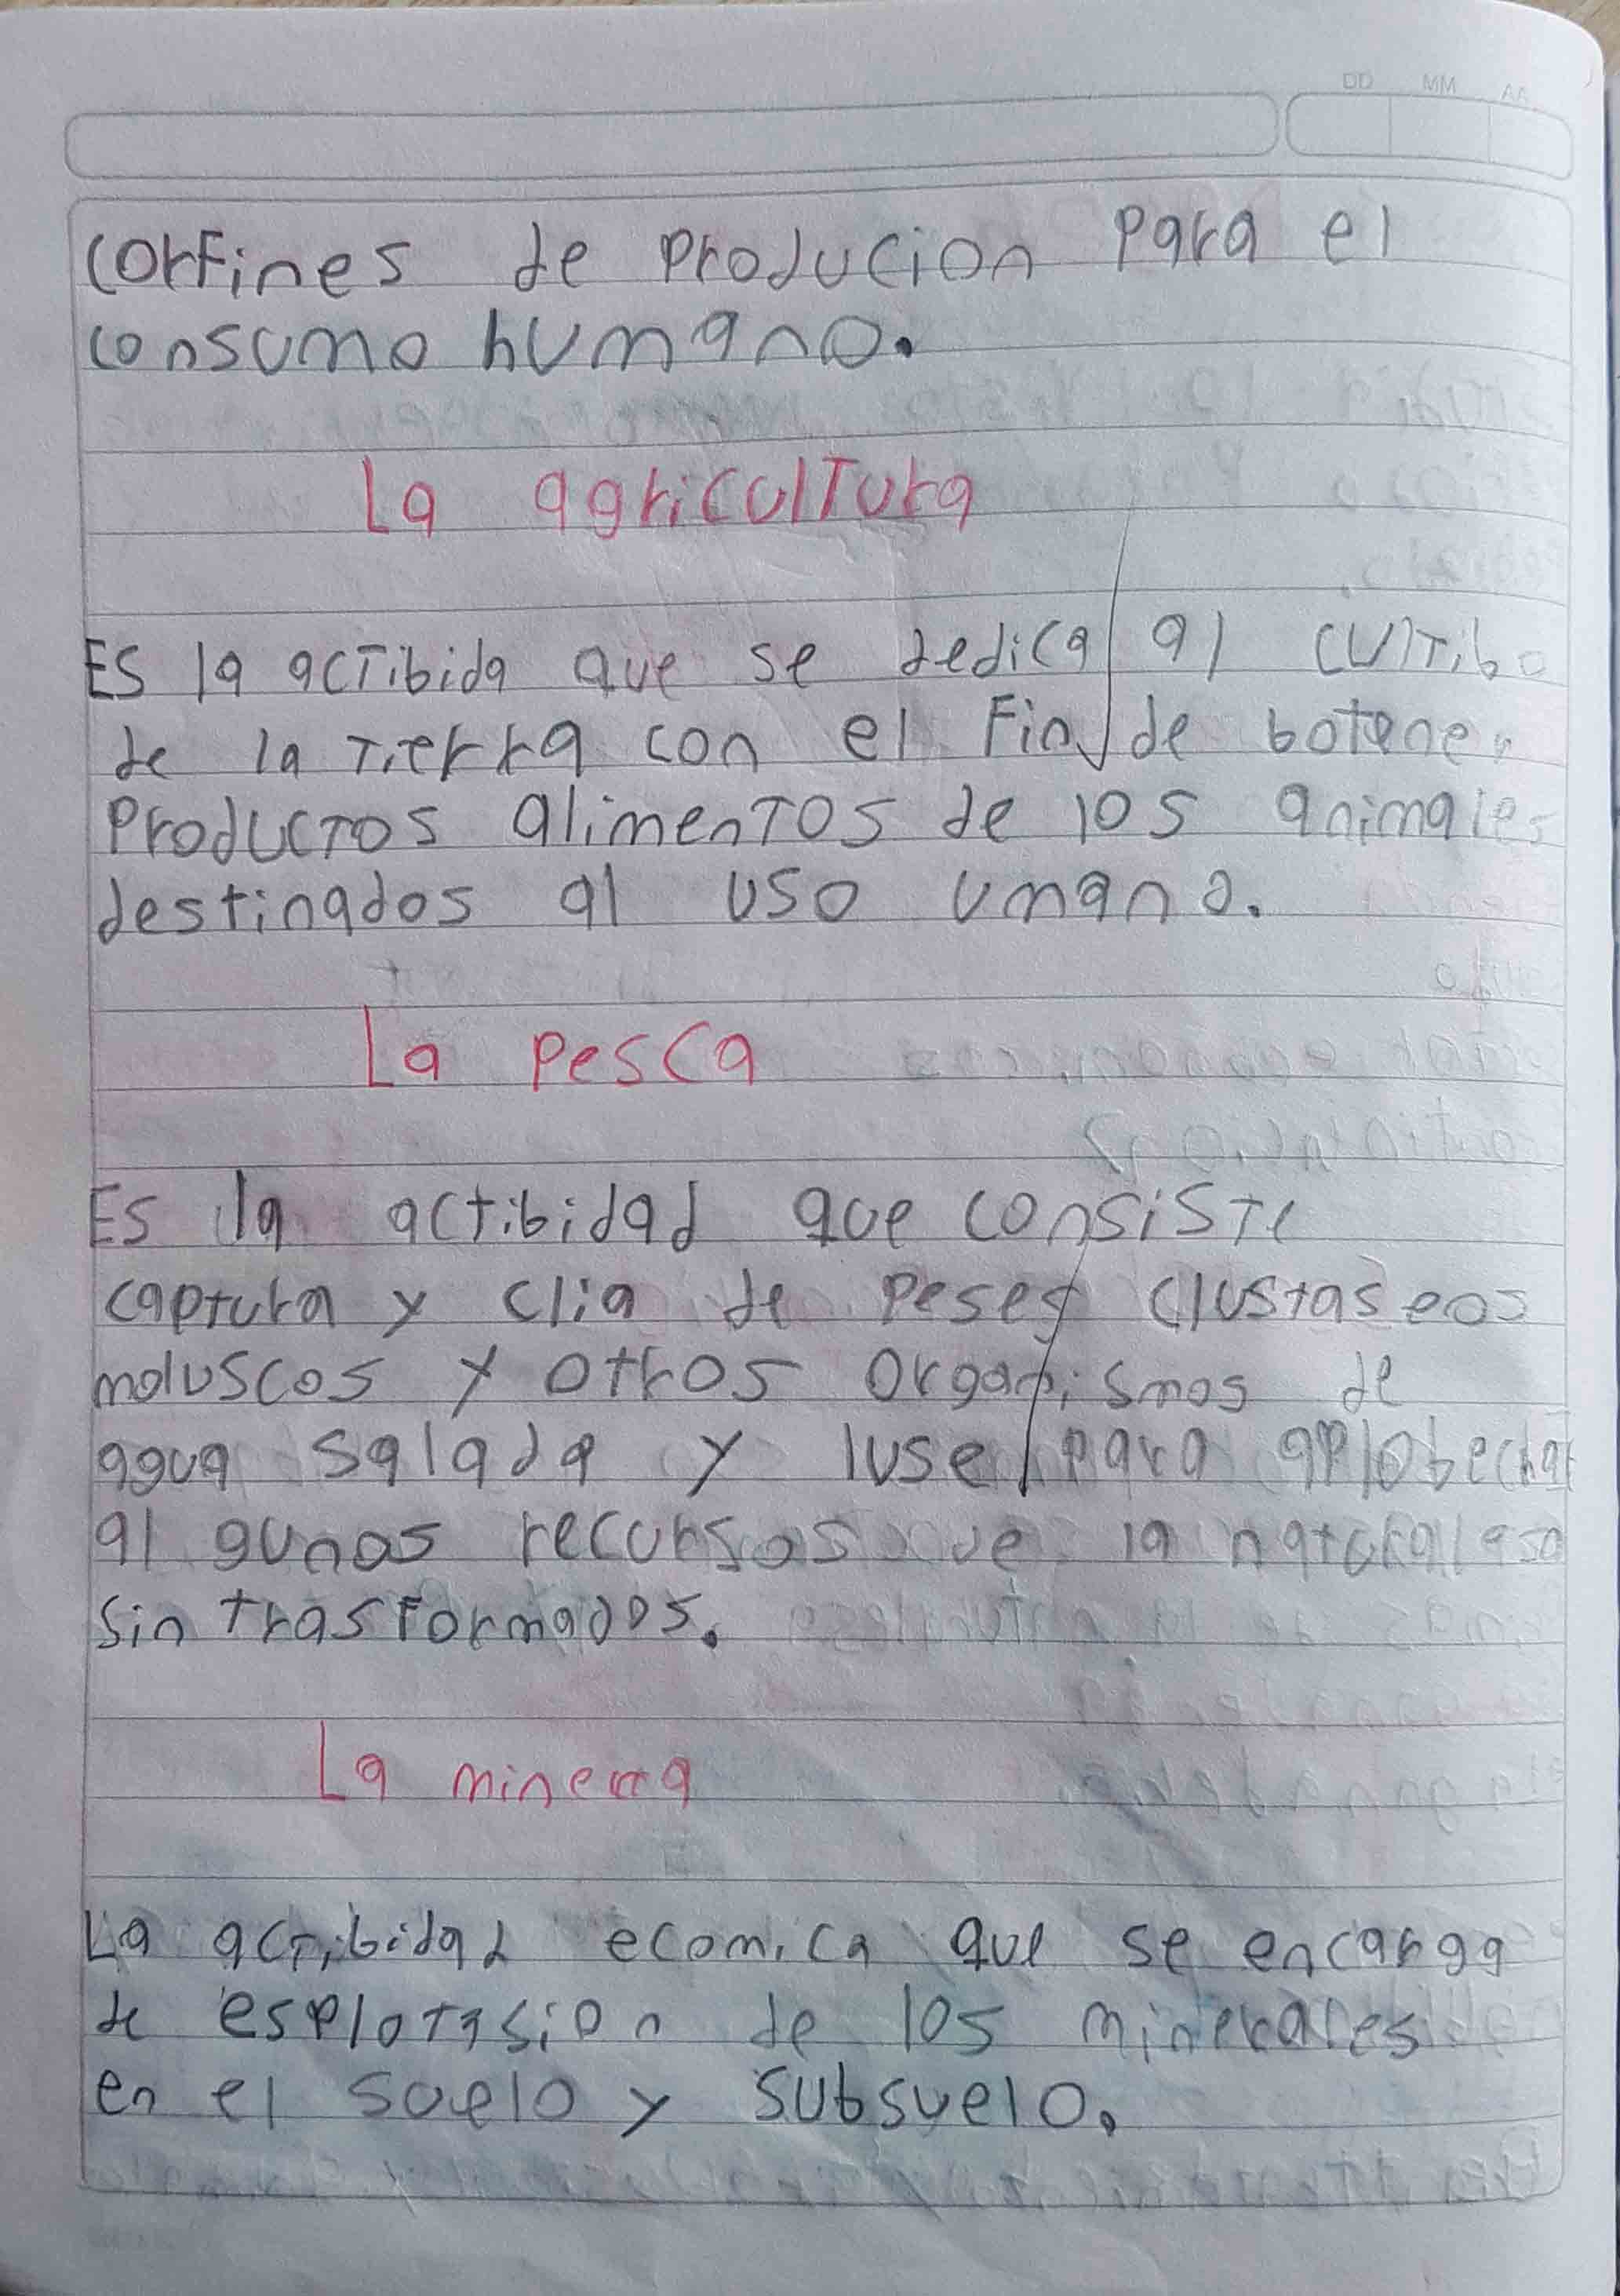 corfines de Producion para el
consumo humano.
La agricultura
Es la actibida que se dedica al cultibo
de la tierra con el Fin de botener
Productos alimentos de los animales
destinados al uso umano.
La pesca
Es la actibidad que consiste
captura y clia de peses clustaseos
moluscos y otros organismos de
agua salada y luse para aplobechar
algunos recursos de la naturalesa
sin trasformados.
La minerra
La actibidad ecomica que se encarga
de esplotasion de los minerales
en el suelo y subsuelo.
DD MM AA